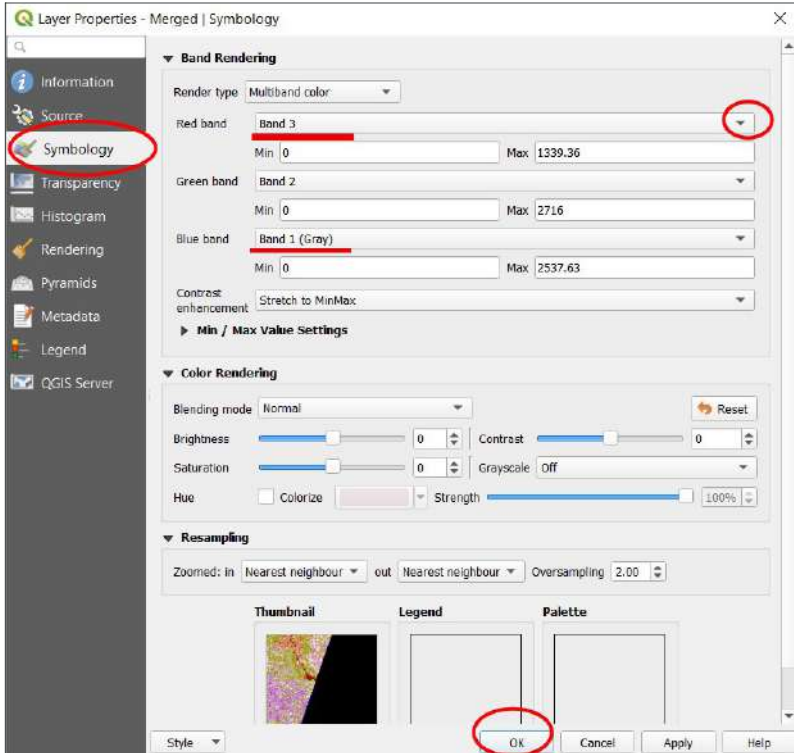 Layer Properties - Merged | Symbology
Information
Source
Symbology
Transparency
Histogram
Rendering
Pyramids
Metadata
Legend
QGIS Server
Band Rendering
Render type Multiband color
Red band Band 3
Min 0 Max 1339.36
Green band Band 2
Min 0 Max 2716
Blue band Band 1 (Gray)
Min 0 Max 2537.63
Contrast
enhancement Stretch to MinMax
Min / Max Value Settings
Color Rendering
Blending mode Normal Reset
Brightness 0 Contrast 0
Saturation 0 Grayscale Off
Hue Colorize Strength 100%
Resampling
Zoomed: in Nearest neighbour out Nearest neighbour Oversampling 2.00
Thumbnail Legend Palette
Style OK Cancel Apply Help